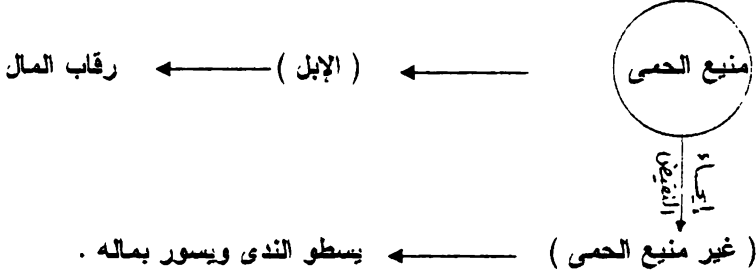 منيع الحمى ( الإبل ) رقاب المال
إيحاء
النقيض
( غير منيع الحمى ) يسطو الندى ويسور بماله .